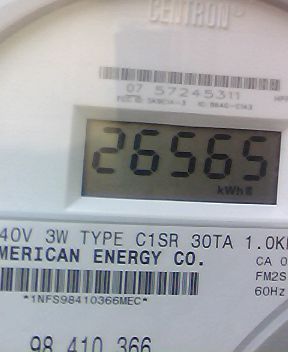 CENTRON
07 57245311
26565
kWh
40V 3W TYPE C1SR 30TA 1.0K
MERICAN ENERGY CO.
CA 0
FM2S
60Hz
*1NFS98410366MEC*
98 410 366